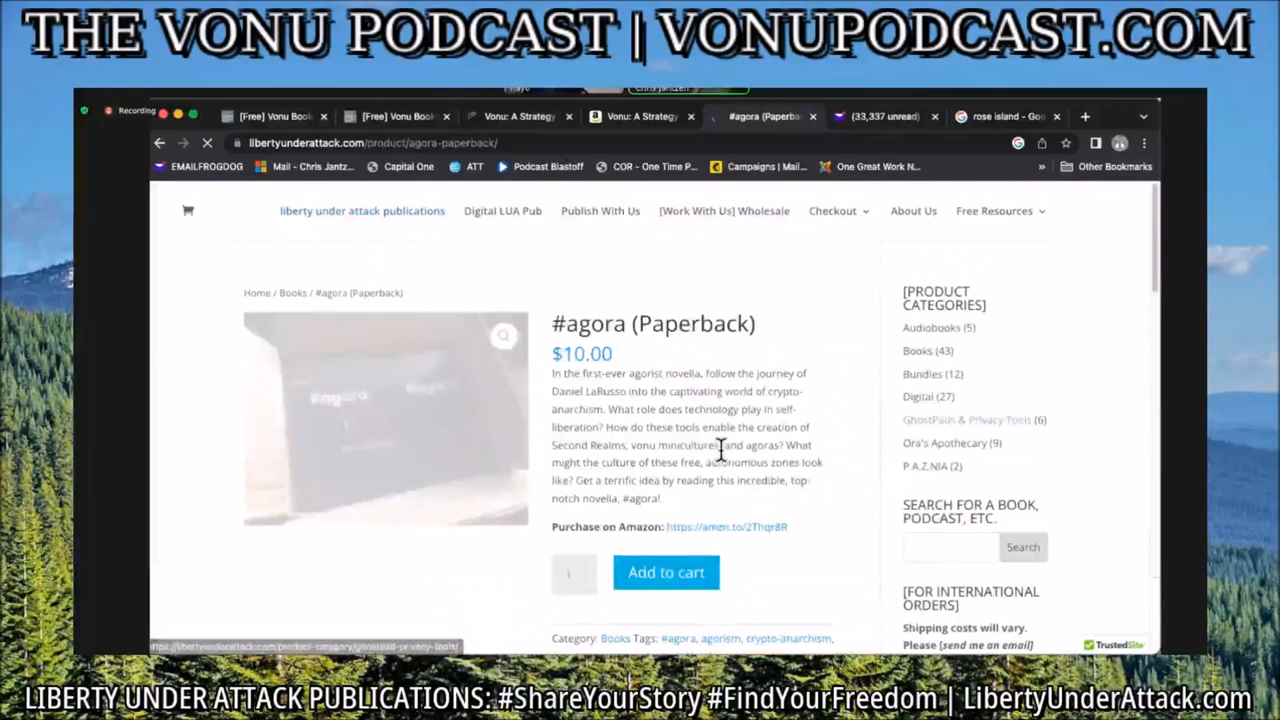 THE VONU PODCAST | VONUPODCAST.COM
Chris Jantzen
Recording
[Free] Vonu Book
[Free] Vonu Book
Vonu: A Strategy
Vonu: A Strategy
#agora (Paperba
(33,337 unread)
rose island - Goo
libertyunderattack.com/product/agora-paperback/
EMAILFROGDOG
Mail - Chris Jantz...
Capital One
ATT
Podcast Blastoff
COR - One Time P...
Campaigns | Mail...
One Great Work N...
Other Bookmarks
liberty under attack publications
Digital LUA Pub
Publish With Us
[Work With Us] Wholesale
Checkout
About Us
Free Resources
Home / Books / #agora (Paperback)
#agora (Paperback)
$10.00
In the first-ever agorist novella, follow the journey of
Daniel LaRusso into the captivating world of crypto-
anarchism. What role does technology play in self-
liberation? How do these tools enable the creation of
Second Realms, vonu minicultures, and agoras? What
might the culture of these free, autonomous zones look
like? Get a terrific idea by reading this incredible, top-
notch novella, #agora!
Purchase on Amazon: https://amzn.to/2Thqr8R
1
Add to cart
Category: Books Tags: #agora, agorism, crypto-anarchism,
[PRODUCT
CATEGORIES]
Audiobooks (5)
Books (43)
Bundles (12)
Digital (27)
GhostPads & Privacy Tools (6)
Ora's Apothecary (9)
P.A.Z.NIA (2)
SEARCH FOR A BOOK,
PODCAST, ETC.
Search
[FOR INTERNATIONAL
ORDERS]
Shipping costs will vary.
Please [send me an email]
TrustedSite
#agora
LIBERTY UNDER ATTACK PUBLICATIONS: #ShareYourStory #FindYourFreedom | LibertyUnderAttack.com